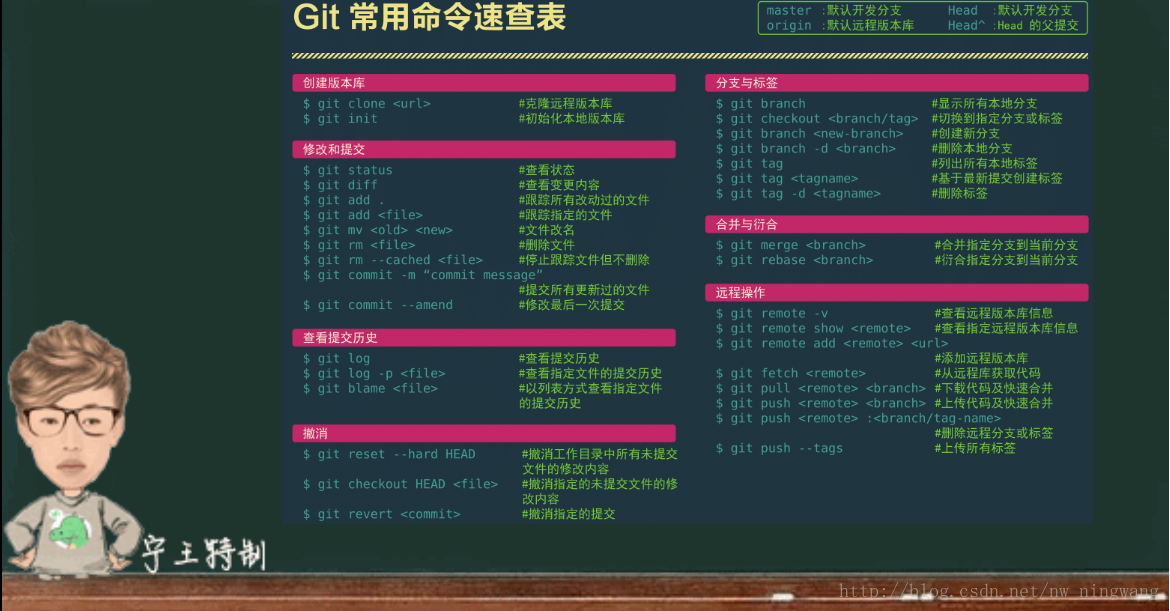 Git 常用命令速查表
master :默认开发分支 Head :默认开发分支
origin :默认远程版本库 Head^ :Head 的父提交
创建版本库
$ git clone <url> #克隆远程版本库
$ git init #初始化本地版本库
修改和提交
$ git status #查看状态
$ git diff #查看变更内容
$ git add . #跟踪所有改动过的文件
$ git add <file> #跟踪指定的文件
$ git mv <old> <new> #文件改名
$ git rm <file> #删除文件
$ git rm --cached <file> #停止跟踪文件但不删除
$ git commit -m “commit message”
#提交所有更新过的文件
$ git commit --amend #修改最后一次提交
查看提交历史
$ git log #查看提交历史
$ git log -p <file> #查看指定文件的提交历史
$ git blame <file> #以列表方式查看指定文件
的提交历史
撤消
$ git reset --hard HEAD #撤消工作目录中所有未提交
文件的修改内容
$ git checkout HEAD <file> #撤消指定的未提交文件的修
改内容
$ git revert <commit> #撤消指定的提交
分支与标签
$ git branch #显示所有本地分支
$ git checkout <branch/tag> #切换到指定分支或标签
$ git branch <new-branch> #创建新分支
$ git branch -d <branch> #删除本地分支
$ git tag #列出所有本地标签
$ git tag <tagname> #基于最新提交创建标签
$ git tag -d <tagname> #删除标签
合并与衍合
$ git merge <branch> #合并指定分支到当前分支
$ git rebase <branch> #衍合指定分支到当前分支
远程操作
$ git remote -v #查看远程版本库信息
$ git remote show <remote> #查看指定远程版本库信息
$ git remote add <remote> <url>
#添加远程版本库
$ git fetch <remote> #从远程库获取代码
$ git pull <remote> <branch> #下载代码及快速合并
$ git push <remote> <branch> #上传代码及快速合并
$ git push <remote> :<branch/tag-name>
#删除远程分支或标签
$ git push --tags #上传所有标签
宁王特制
http://blog.csdn.net/nw_ningwang